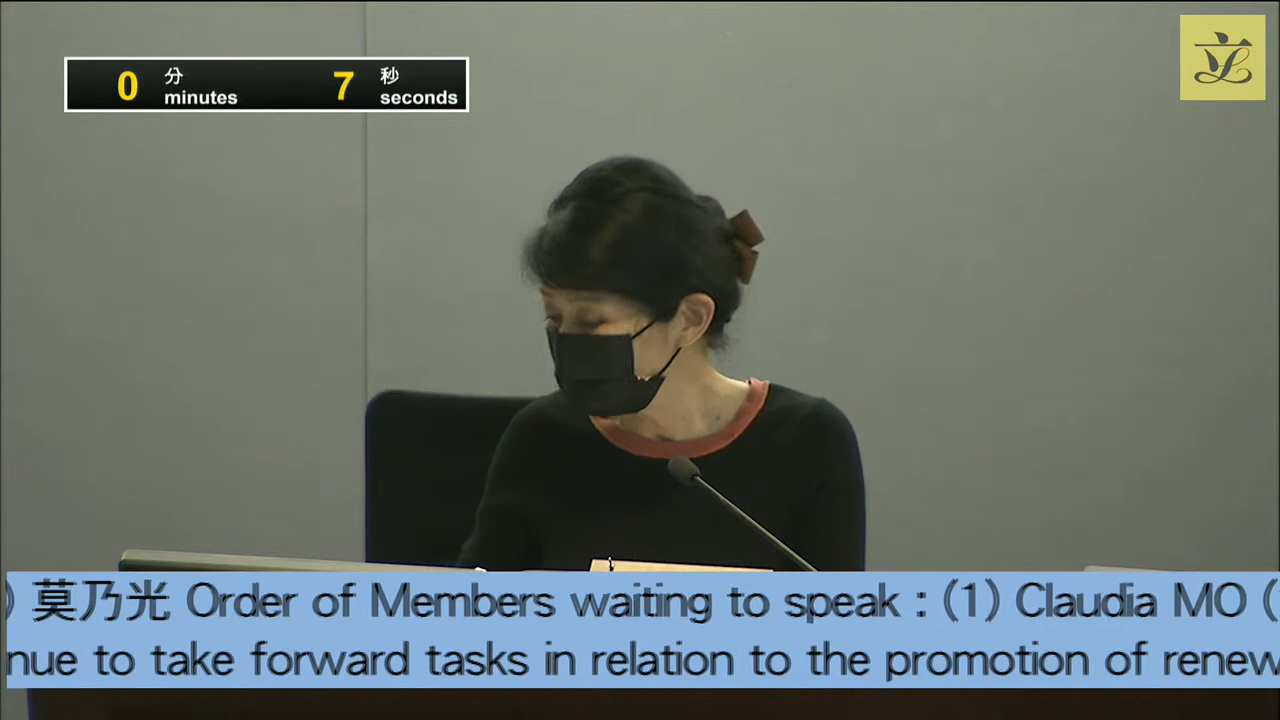 0 分 7 秒
minutes seconds
立
) 莫乃光 Order of Members waiting to speak : (1) Claudia MO (
nue to take forward tasks in relation to the promotion of renew